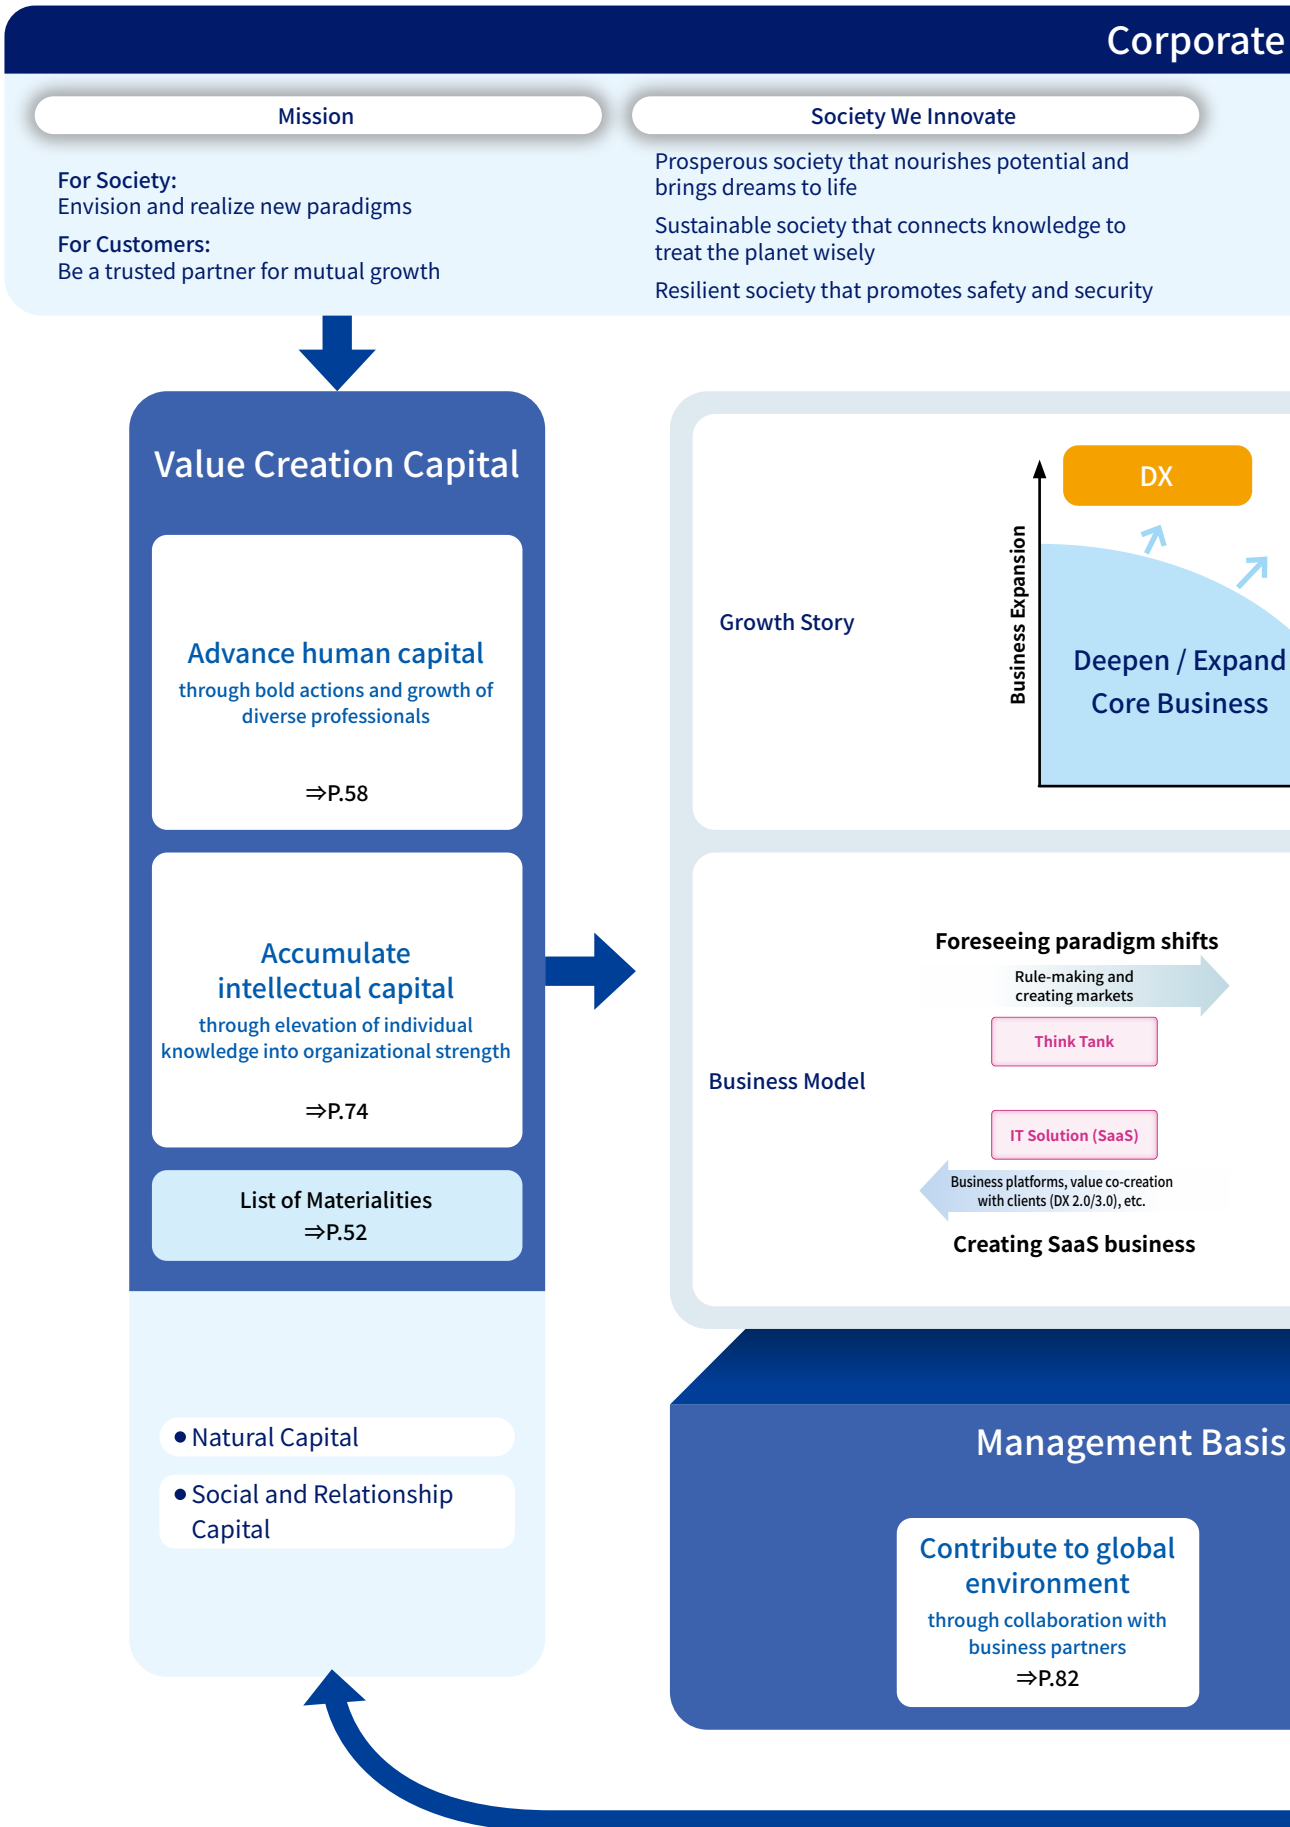 Corporate
Mission
For Society:
Envision and realize new paradigms
For Customers:
Be a trusted partner for mutual growth
Society We Innovate
Prosperous society that nourishes potential and
brings dreams to life
Sustainable society that connects knowledge to
treat the planet wisely
Resilient society that promotes safety and security
Value Creation Capital
Advance human capital
through bold actions and growth of
diverse professionals
⇒P.58
Accumulate
intellectual capital
through elevation of individual
knowledge into organizational strength
⇒P.74
List of Materialities
⇒P.52
● Natural Capital
● Social and Relationship
Capital
Growth Story
Business Expansion
DX
Deepen / Expand
Core Business
Business Model
Foreseeing paradigm shifts
Rule-making and
creating markets
Think Tank
IT Solution (SaaS)
Business platforms, value co-creation
with clients (DX 2.0/3.0), etc.
Creating SaaS business
Management Basis
Contribute to global
environment
through collaboration with
business partners
⇒P.82